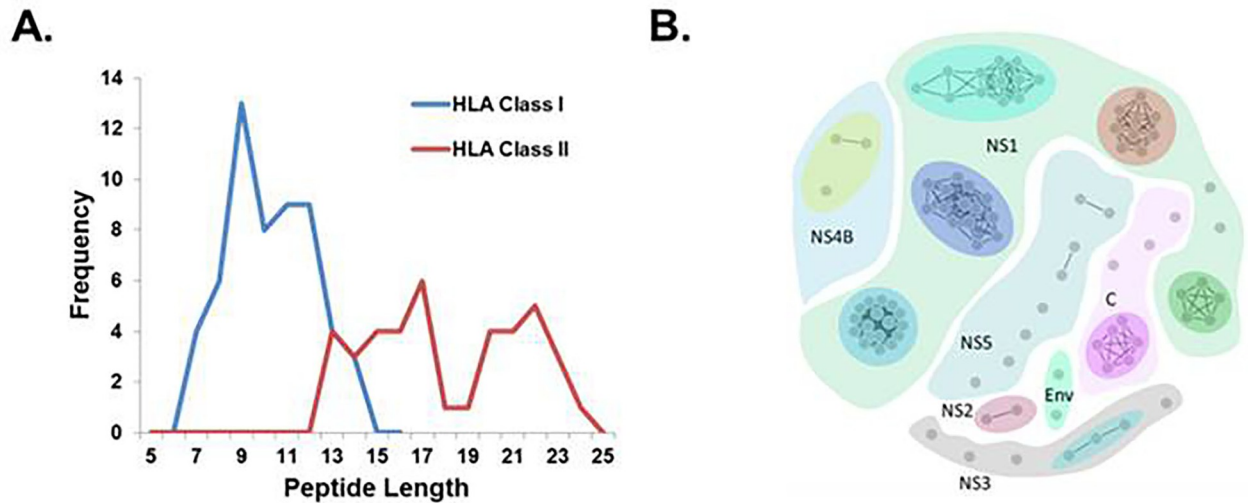 A.
B.
14
12
10
8
6
4
2
0
Frequency
HLA Class I
HLA Class II
5 7 9 11 13 15 17 19 21 23 25
Peptide Length
NS1
NS4B
C
NS5
Env
NS2
NS3